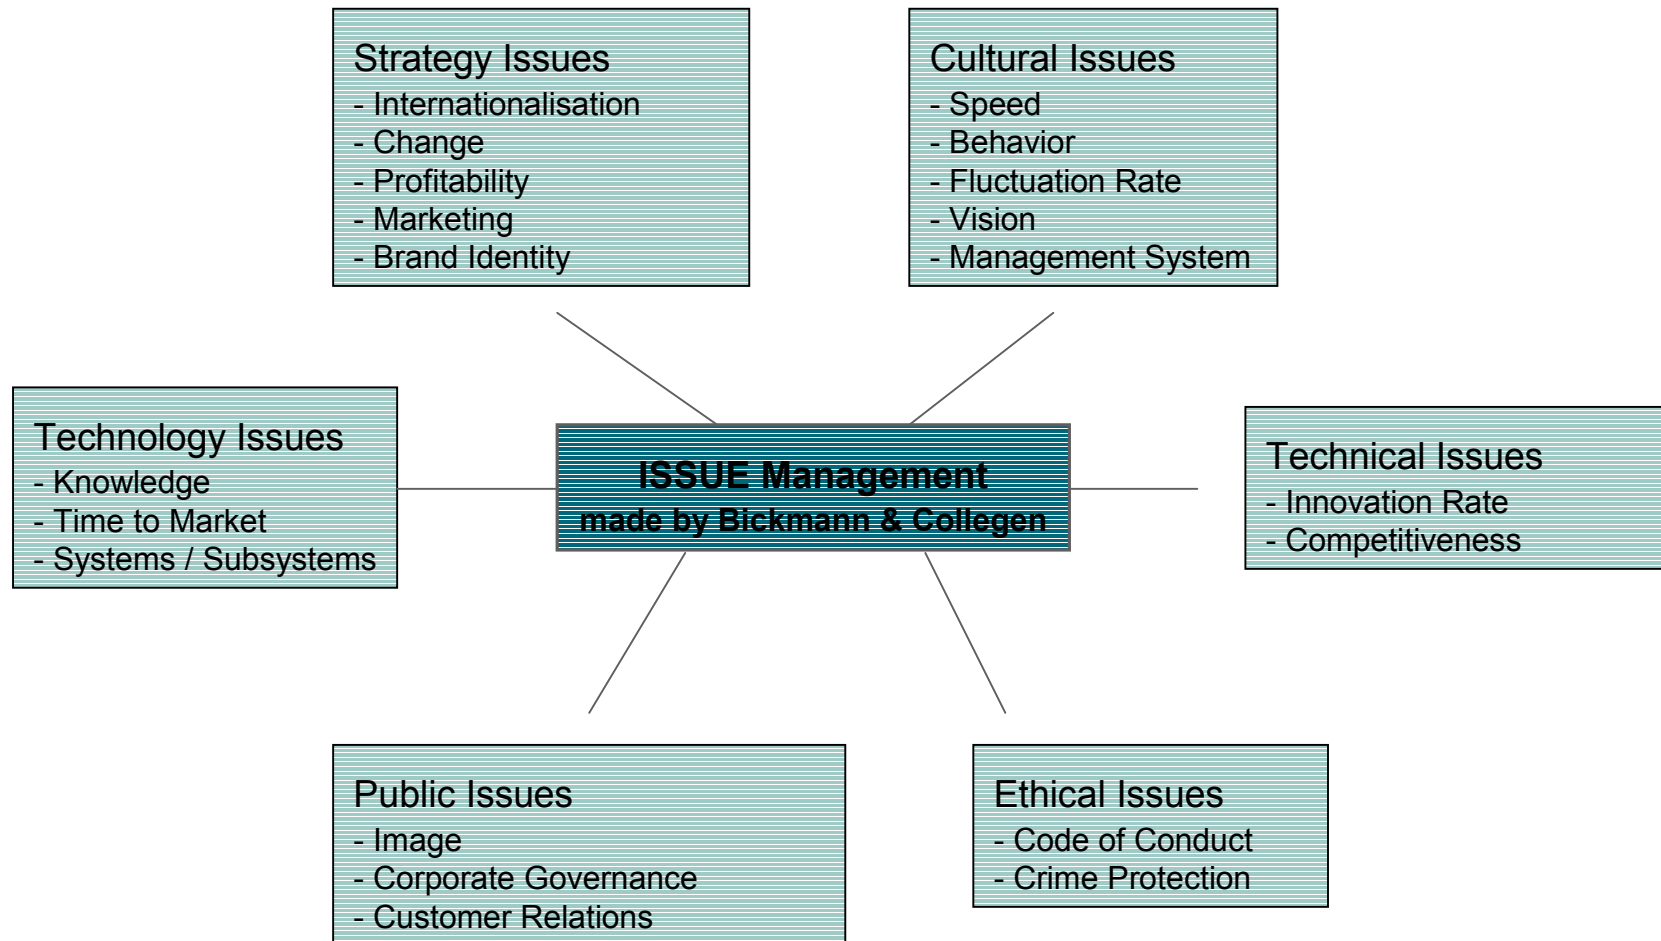 Strategy Issues
- Internationalisation
- Change
- Profitability
- Marketing
- Brand Identity
Cultural Issues
- Speed
- Behavior
- Fluctuation Rate
- Vision
- Management System
Technology Issues
- Knowledge
- Time to Market
- Systems / Subsystems
ISSUE Management
made by Bickmann & Collegen
Technical Issues
- Innovation Rate
- Competitiveness
Public Issues
- Image
- Corporate Governance
- Customer Relations
Ethical Issues
- Code of Conduct
- Crime Protection